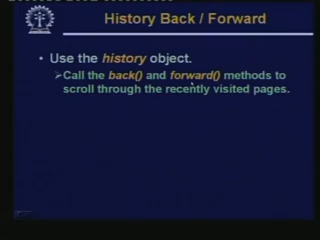 History Back / Forward
• Use the history object.
➢Call the back() and forward() methods to
scroll through the recently visited pages.